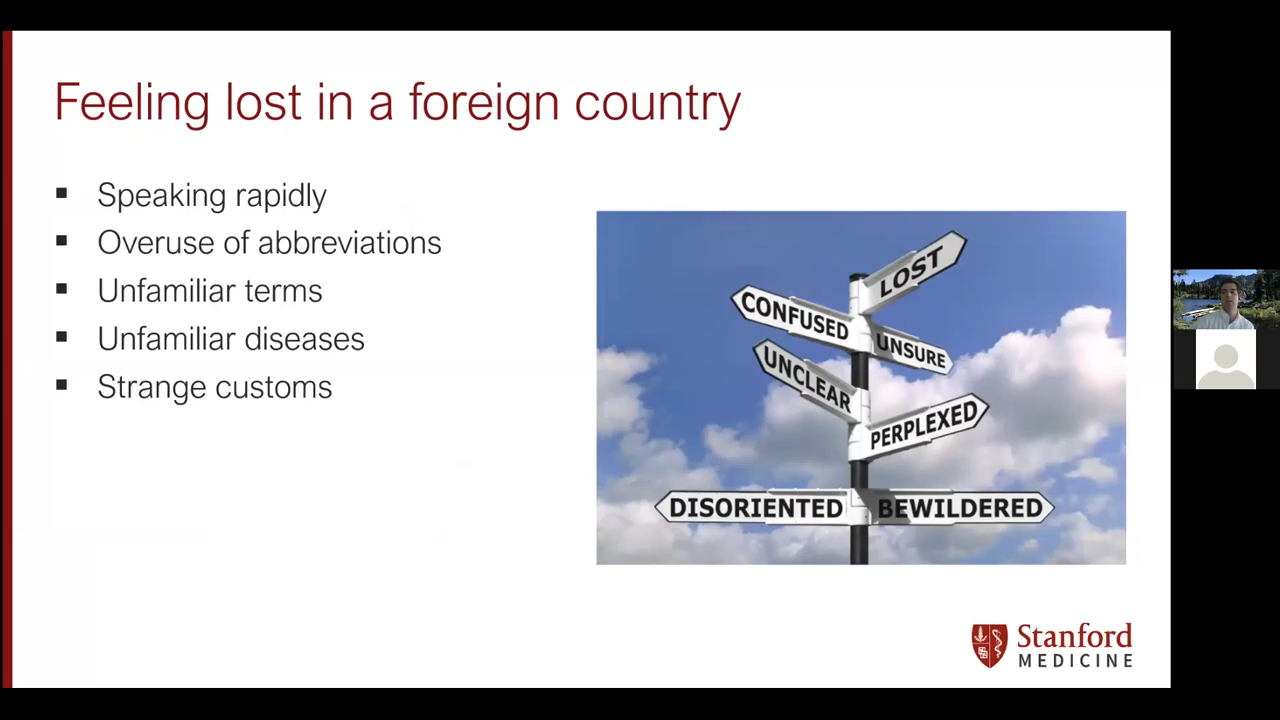 Feeling lost in a foreign country
▪ Speaking rapidly
▪ Overuse of abbreviations
▪ Unfamiliar terms
▪ Unfamiliar diseases
▪ Strange customs
LOST
CONFUSED
UNSURE
UNCLEAR
PERPLEXED
DISORIENTED
BEWILDERED
Stanford
MEDICINE